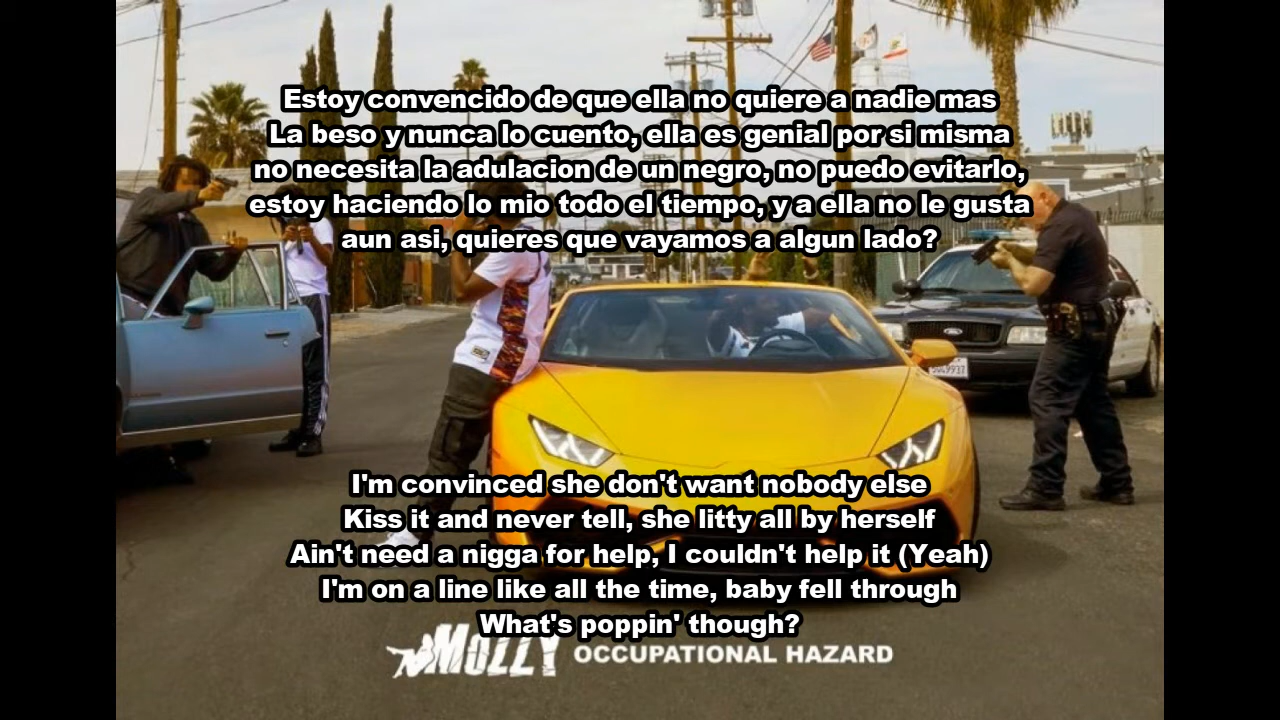 Estoy convencido de que ella no quiere a nadie mas
La beso y nunca lo cuento, ella es genial por si misma
no necesita la adulacion de un negro, no puedo evitarlo,
estoy haciendo lo mio todo el tiempo, y a ella no le gusta
aun asi, quieres que vayamos a algun lado?
I'm convinced she don't want nobody else
Kiss it and never tell, she litty all by herself
Ain't need a nigga for help, I couldn't help it (Yeah)
I'm on a line like all the time, baby fell through
What's poppin' though?
MOZZY OCCUPATIONAL HAZARD